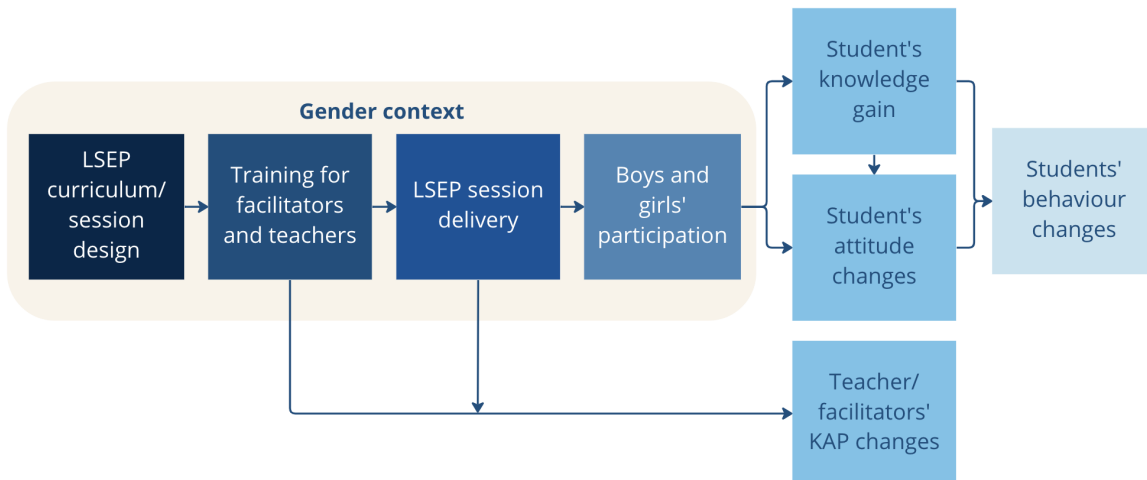 Gender context
LSEP
curriculum/
session
design
Training for
facilitators
and teachers
LSEP session
delivery
Boys and
girls'
participation
Student's
knowledge
gain
Student's
attitude
changes
Students'
behaviour
changes
Teacher/
facilitators'
KAP changes